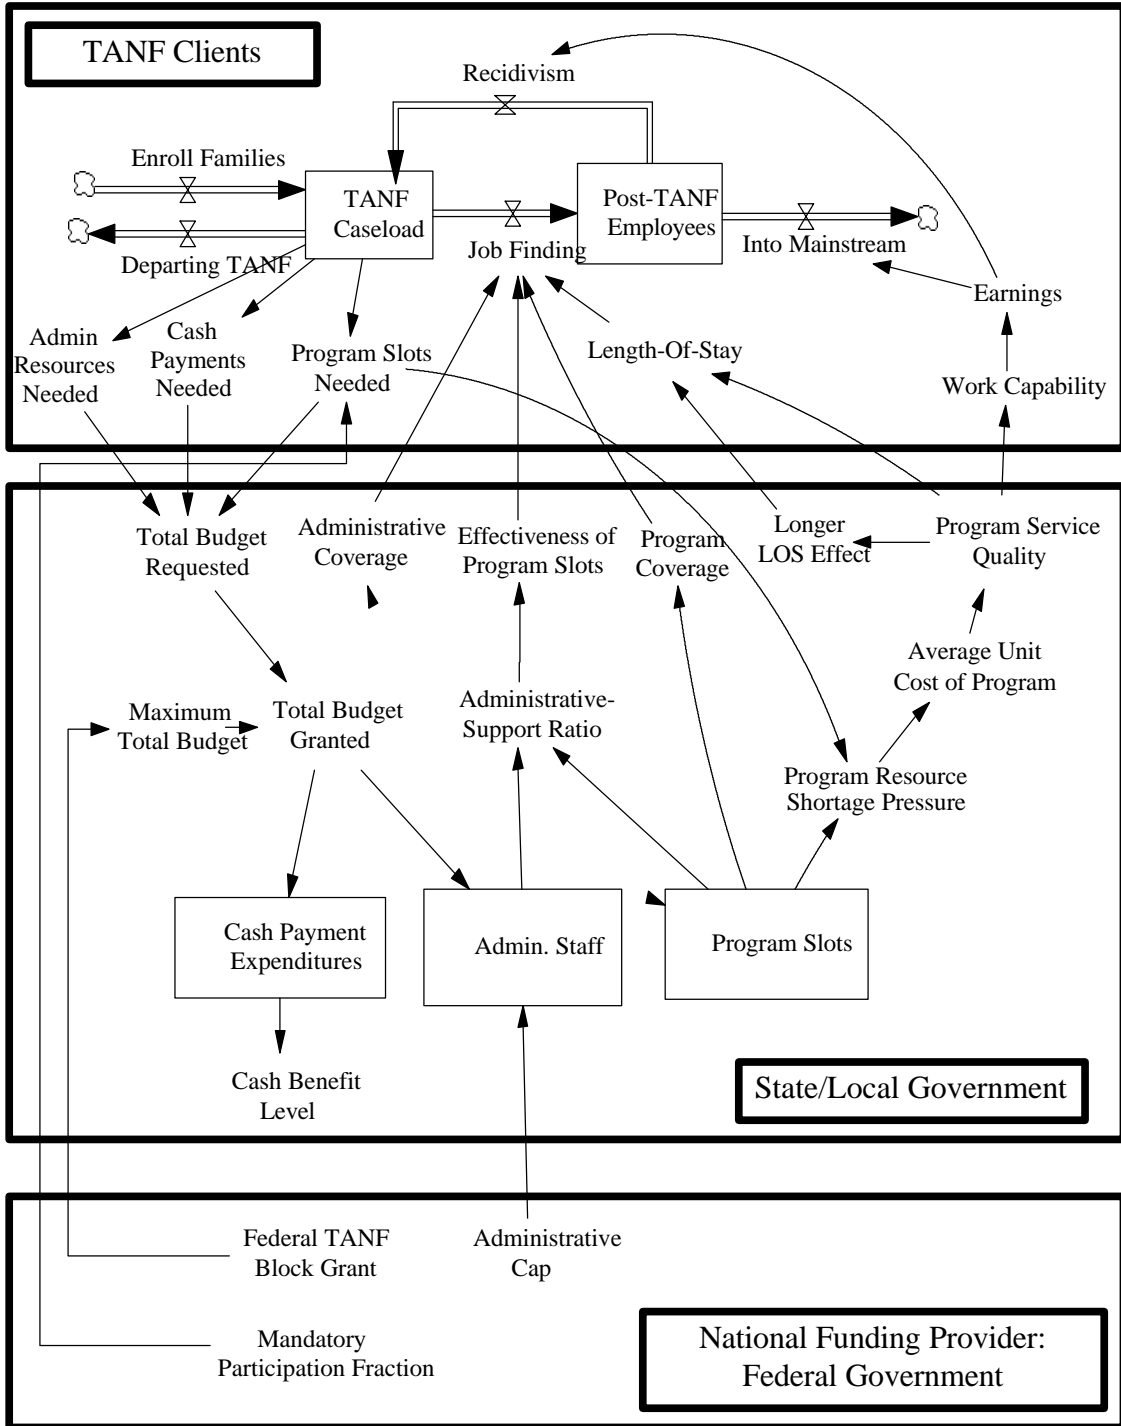 TANF Clients
Recidivism
Enroll Families
TANF
Caseload
Post-TANF
Employees
Departing TANF
Job Finding
Into Mainstream
Earnings
Admin
Resources
Needed
Cash
Payments
Needed
Program Slots
Needed
Length-Of-Stay
Work Capability
Total Budget
Requested
Administrative
Coverage
Effectiveness of
Program Slots
Program
Coverage
Longer
LOS Effect
Program Service
Quality
Average Unit
Cost of Program
Maximum
Total Budget
Total Budget
Granted
Administrative-
Support Ratio
Program Resource
Shortage Pressure
Cash Payment
Expenditures
Admin. Staff
Program Slots
Cash Benefit
Level
State/Local Government
Federal TANF
Block Grant
Administrative
Cap
Mandatory
Participation Fraction
National Funding Provider:
Federal Government